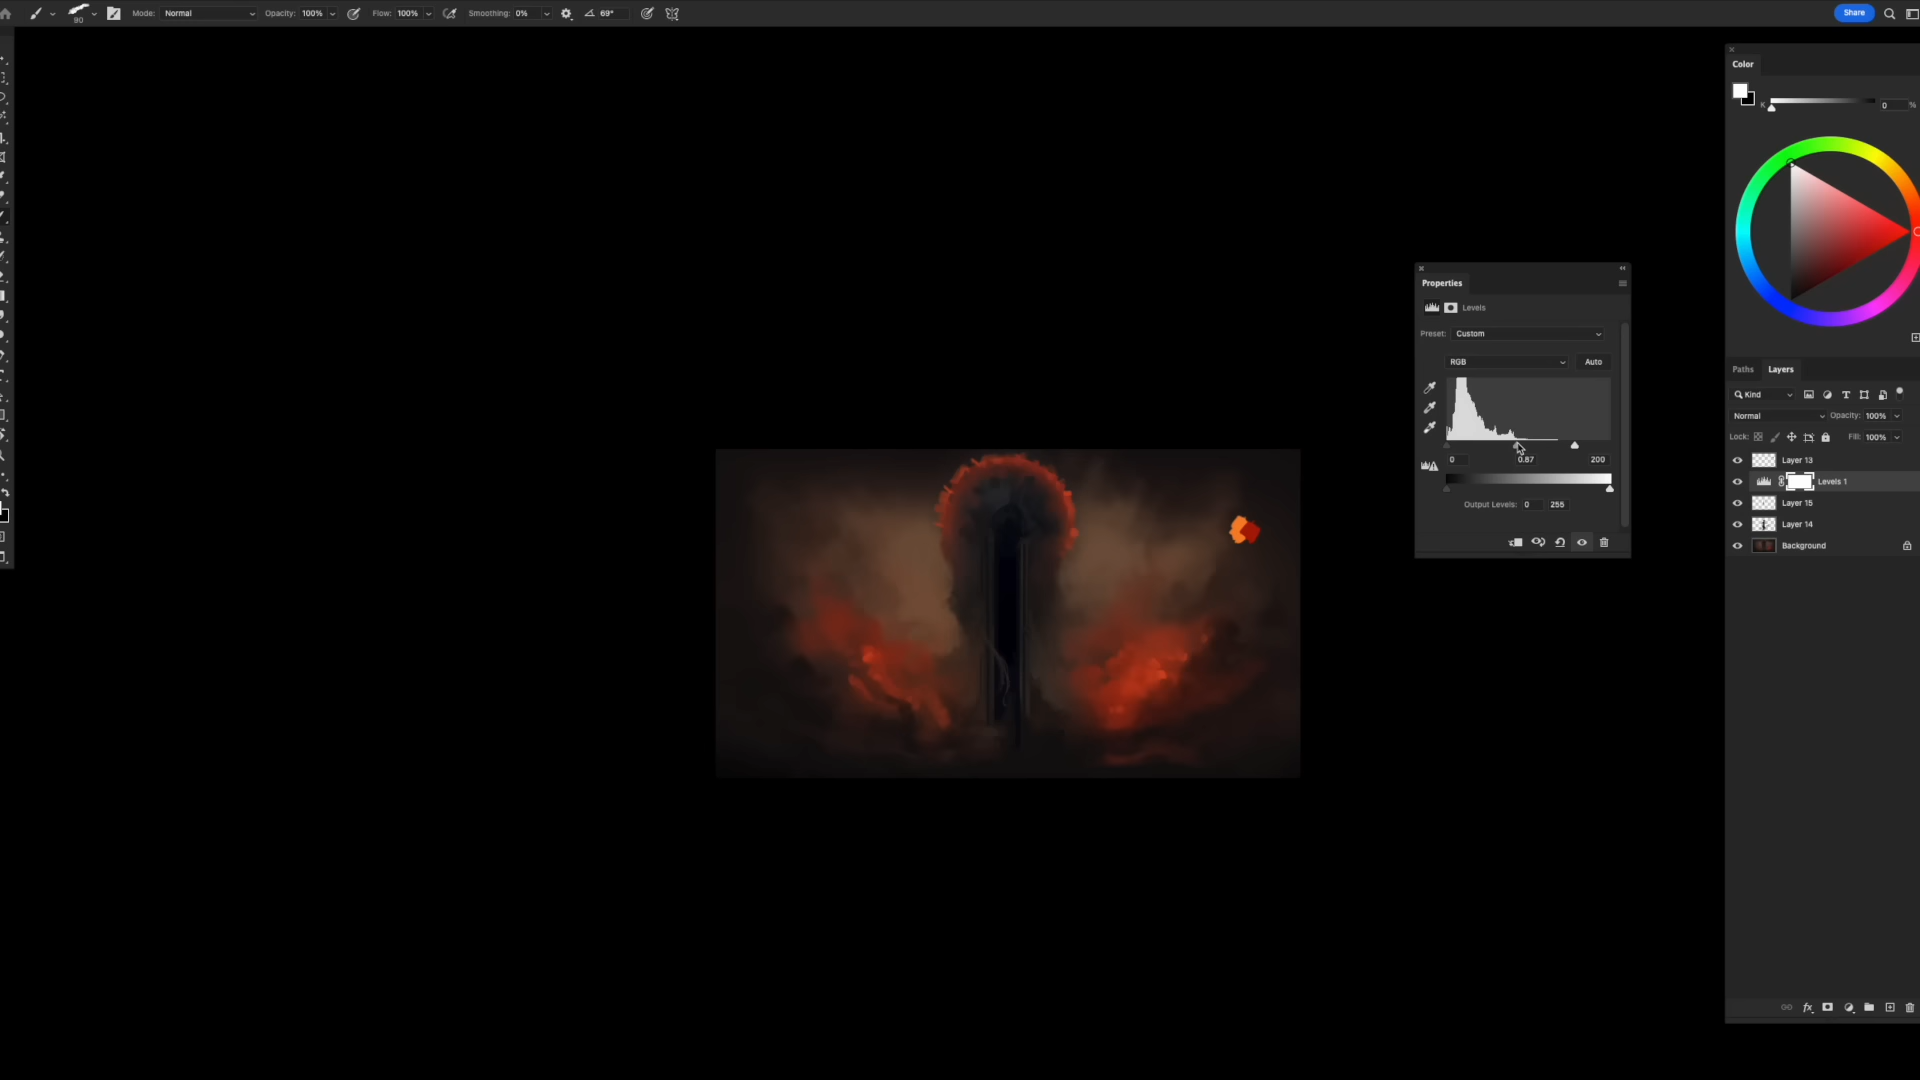 Mode: Normal Opacity: 100% Flow: 100% Smoothing: 0% 69°
90
Share
Color
K 0 %
Properties
Levels
Preset: Custom
RGB Auto
0 0.87 200
Output Levels: 0 255
Paths Layers
Kind
Normal Opacity: 100%
Lock: Fill: 100%
Layer 13
Levels 1
Layer 15
Layer 14
Background
fx